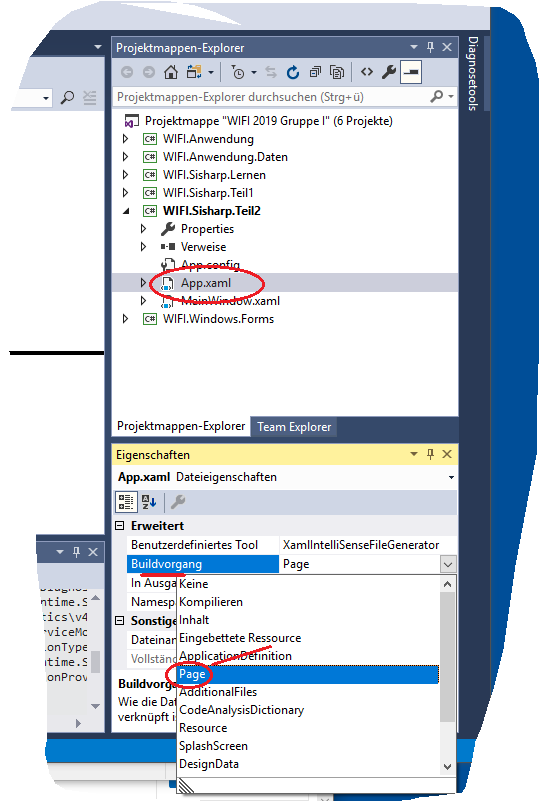 Projektmappen-Explorer
Projektmappen-Explorer durchsuchen (Strg+ü)
Projektmappe "WIFI 2019 Gruppe I" (6 Projekte)
C# WIFI.Anwendung
C# WIFI.Anwendung.Daten
C# WIFI.Sisharp.Lernen
C# WIFI.Sisharp.Teil1
C# WIFI.Sisharp.Teil2
Properties
Verweise
App.config
App.xaml
MainWindow.xaml
C# WIFI.Windows.Forms
Projektmappen-Explorer Team Explorer
Diagnosetools
Eigenschaften
App.xaml Dateieigenschaften
Erweitert
Benutzerdefiniertes Tool XamlIntelliSenseFileGenerator
Buildvorgang Page
In Ausga
Namesp
Sonstige
Dateinan
Vollständ
Keine
Kompilieren
Inhalt
Eingebettete Ressource
ApplicationDefinition
Page
AdditionalFiles
CodeAnalysisDictionary
Resource
SplashScreen
DesignData
Buildvorga
Wie die Dat
verknüpft is
ntime.S
tics\v4
rviceMo
onType
ntime.S
onProv